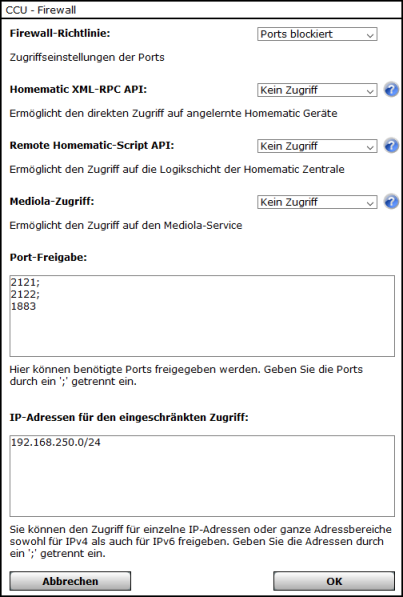 CCU - Firewall
Firewall-Richtlinie: Ports blockiert
Zugriffseinstellungen der Ports
Homematic XML-RPC API: Kein Zugriff ?
Ermöglicht den direkten Zugriff auf angelernte Homematic Geräte
Remote Homematic-Script API: Kein Zugriff ?
Ermöglicht den Zugriff auf die Logikschicht der Homematic Zentrale
Mediola-Zugriff: Kein Zugriff ?
Ermöglicht den Zugriff auf den Mediola-Service
Port-Freigabe:
2121;
2122;
1883
Hier können benötigte Ports freigegeben werden. Geben Sie die Ports
durch ein ';' getrennt ein.
IP-Adressen für den eingeschränkten Zugriff:
192.168.250.0/24
Sie können den Zugriff für einzelne IP-Adressen oder ganze Adressbereiche
sowohl für IPv4 als auch für IPv6 freigeben. Geben Sie die Adressen durch
ein ';' getrennt ein.
Abbrechen OK